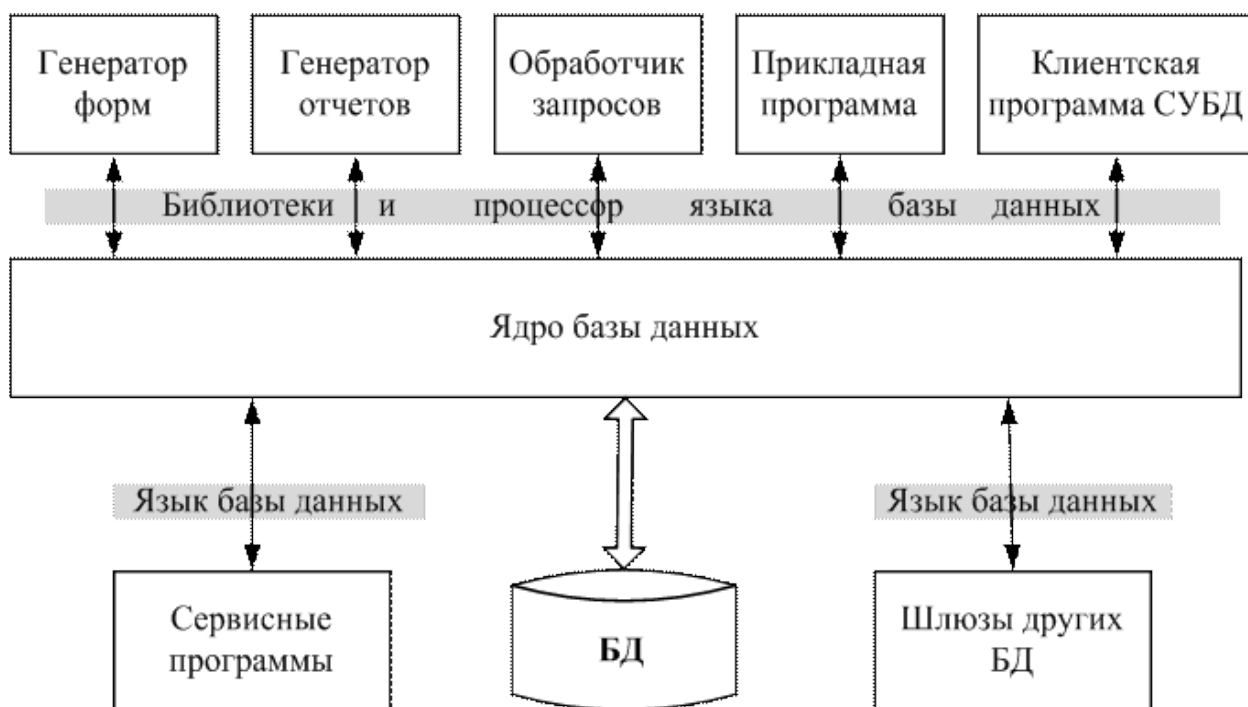 Генератор
форм
Генератор
отчетов
Обработчик
запросов
Прикладная
программа
Клиентская
программа СУБД
Библиотеки и процессор языка базы данных
Ядро базы данных
Язык базы данных
Язык базы данных
Сервисные
программы
БД
Шлюзы других
БД